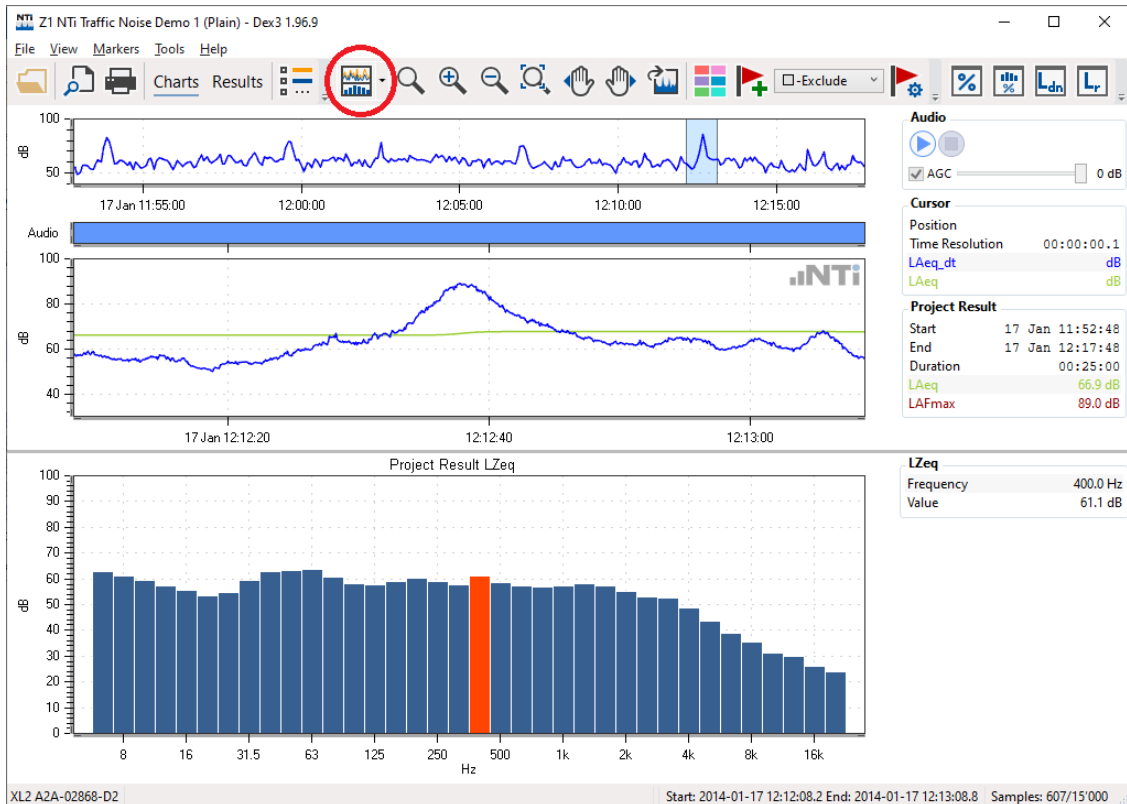 NTi Z1 NTi Traffic Noise Demo 1 (Plain) - Dex3 1.96.9
File View Markers Tools Help
Charts Results -Exclude % % Ldn Lr
100
50
dB
17 Jan 11:55:00 12:00:00 12:05:00 12:10:00 12:15:00
Audio
100
80
60
40
dB
NTi
17 Jan 12:12:20 12:12:40 12:13:00
Audio
AGC 0 dB
Cursor
Position
Time Resolution 00:00:00.1
LAeq_dt dB
LAeq dB
Project Result
Start 17 Jan 11:52:48
End 17 Jan 12:17:48
Duration 00:25:00
LAeq 66.9 dB
LAFmax 89.0 dB
Project Result LZeq
100
90
80
70
60
50
40
30
20
10
0
dB
8 16 31.5 63 125 250 500 1k 2k 4k 8k 16k
Hz
LZeq
Frequency 400.0 Hz
Value 61.1 dB
XL2 A2A-02868-D2 Start: 2014-01-17 12:12:08.2 End: 2014-01-17 12:13:08.8 Samples: 607/15'000